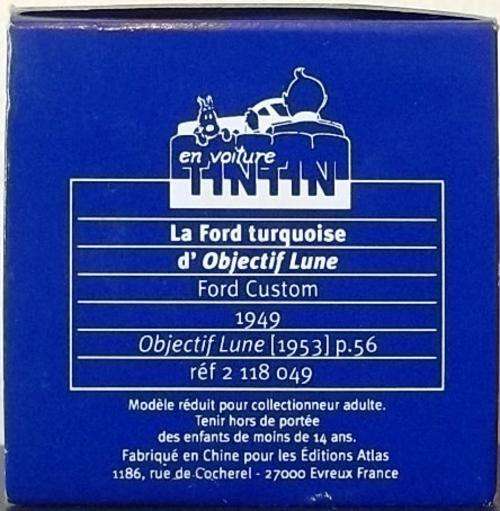 en voiture
TINTIN
La Ford turquoise
d' Objectif Lune
Ford Custom
1949
Objectif Lune [1953] p.56
réf 2 118 049
Modèle réduit pour collectionneur adulte.
Tenir hors de portée
des enfants de moins de 14 ans.
Fabriqué en Chine pour les Éditions Atlas
1186, rue de Cocherel - 27000 Evreux France